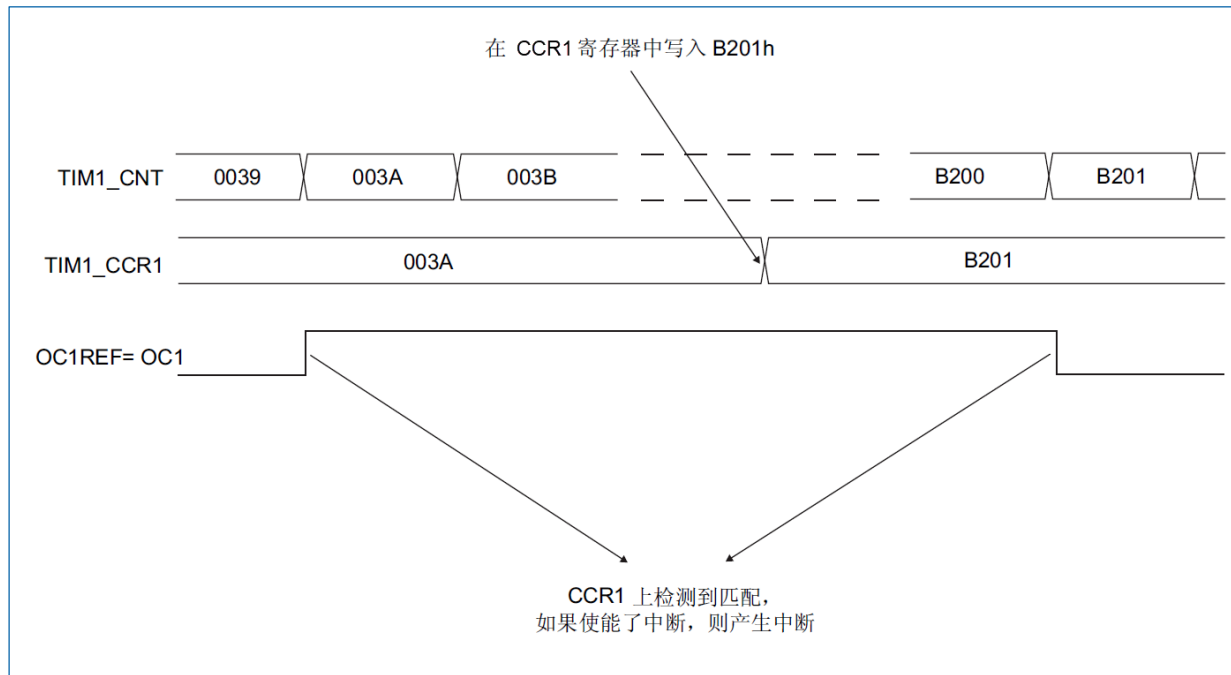 在 CCR1 寄存器中写入 B201h
TIM1_CNT 0039 003A 003B B200 B201
TIM1_CCR1 003A B201
OC1REF= OC1
CCR1 上检测到匹配，
如果使能了中断，则产生中断